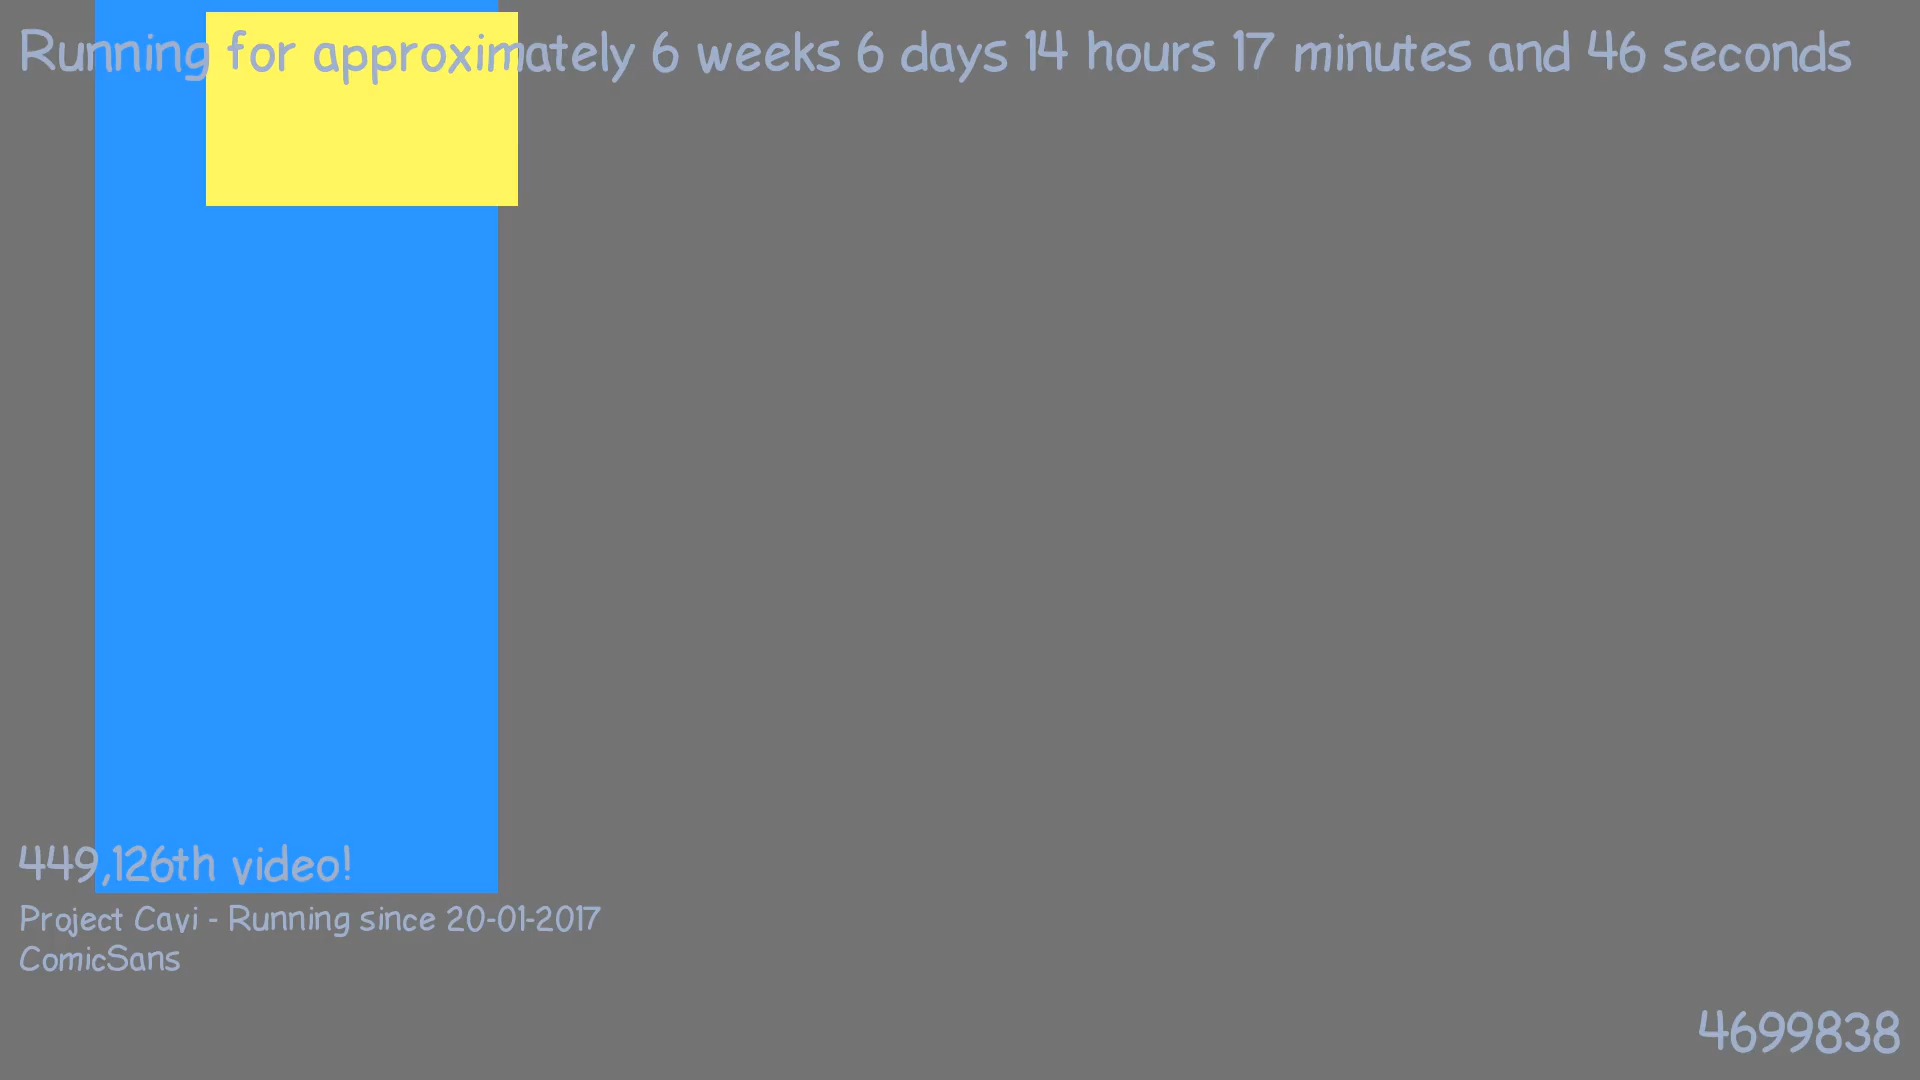 Running for approximately 6 weeks 6 days 14 hours 17 minutes and 46 seconds
449,126th video!
Project Cavi - Running since 20-01-2017
ComicSans
4699838